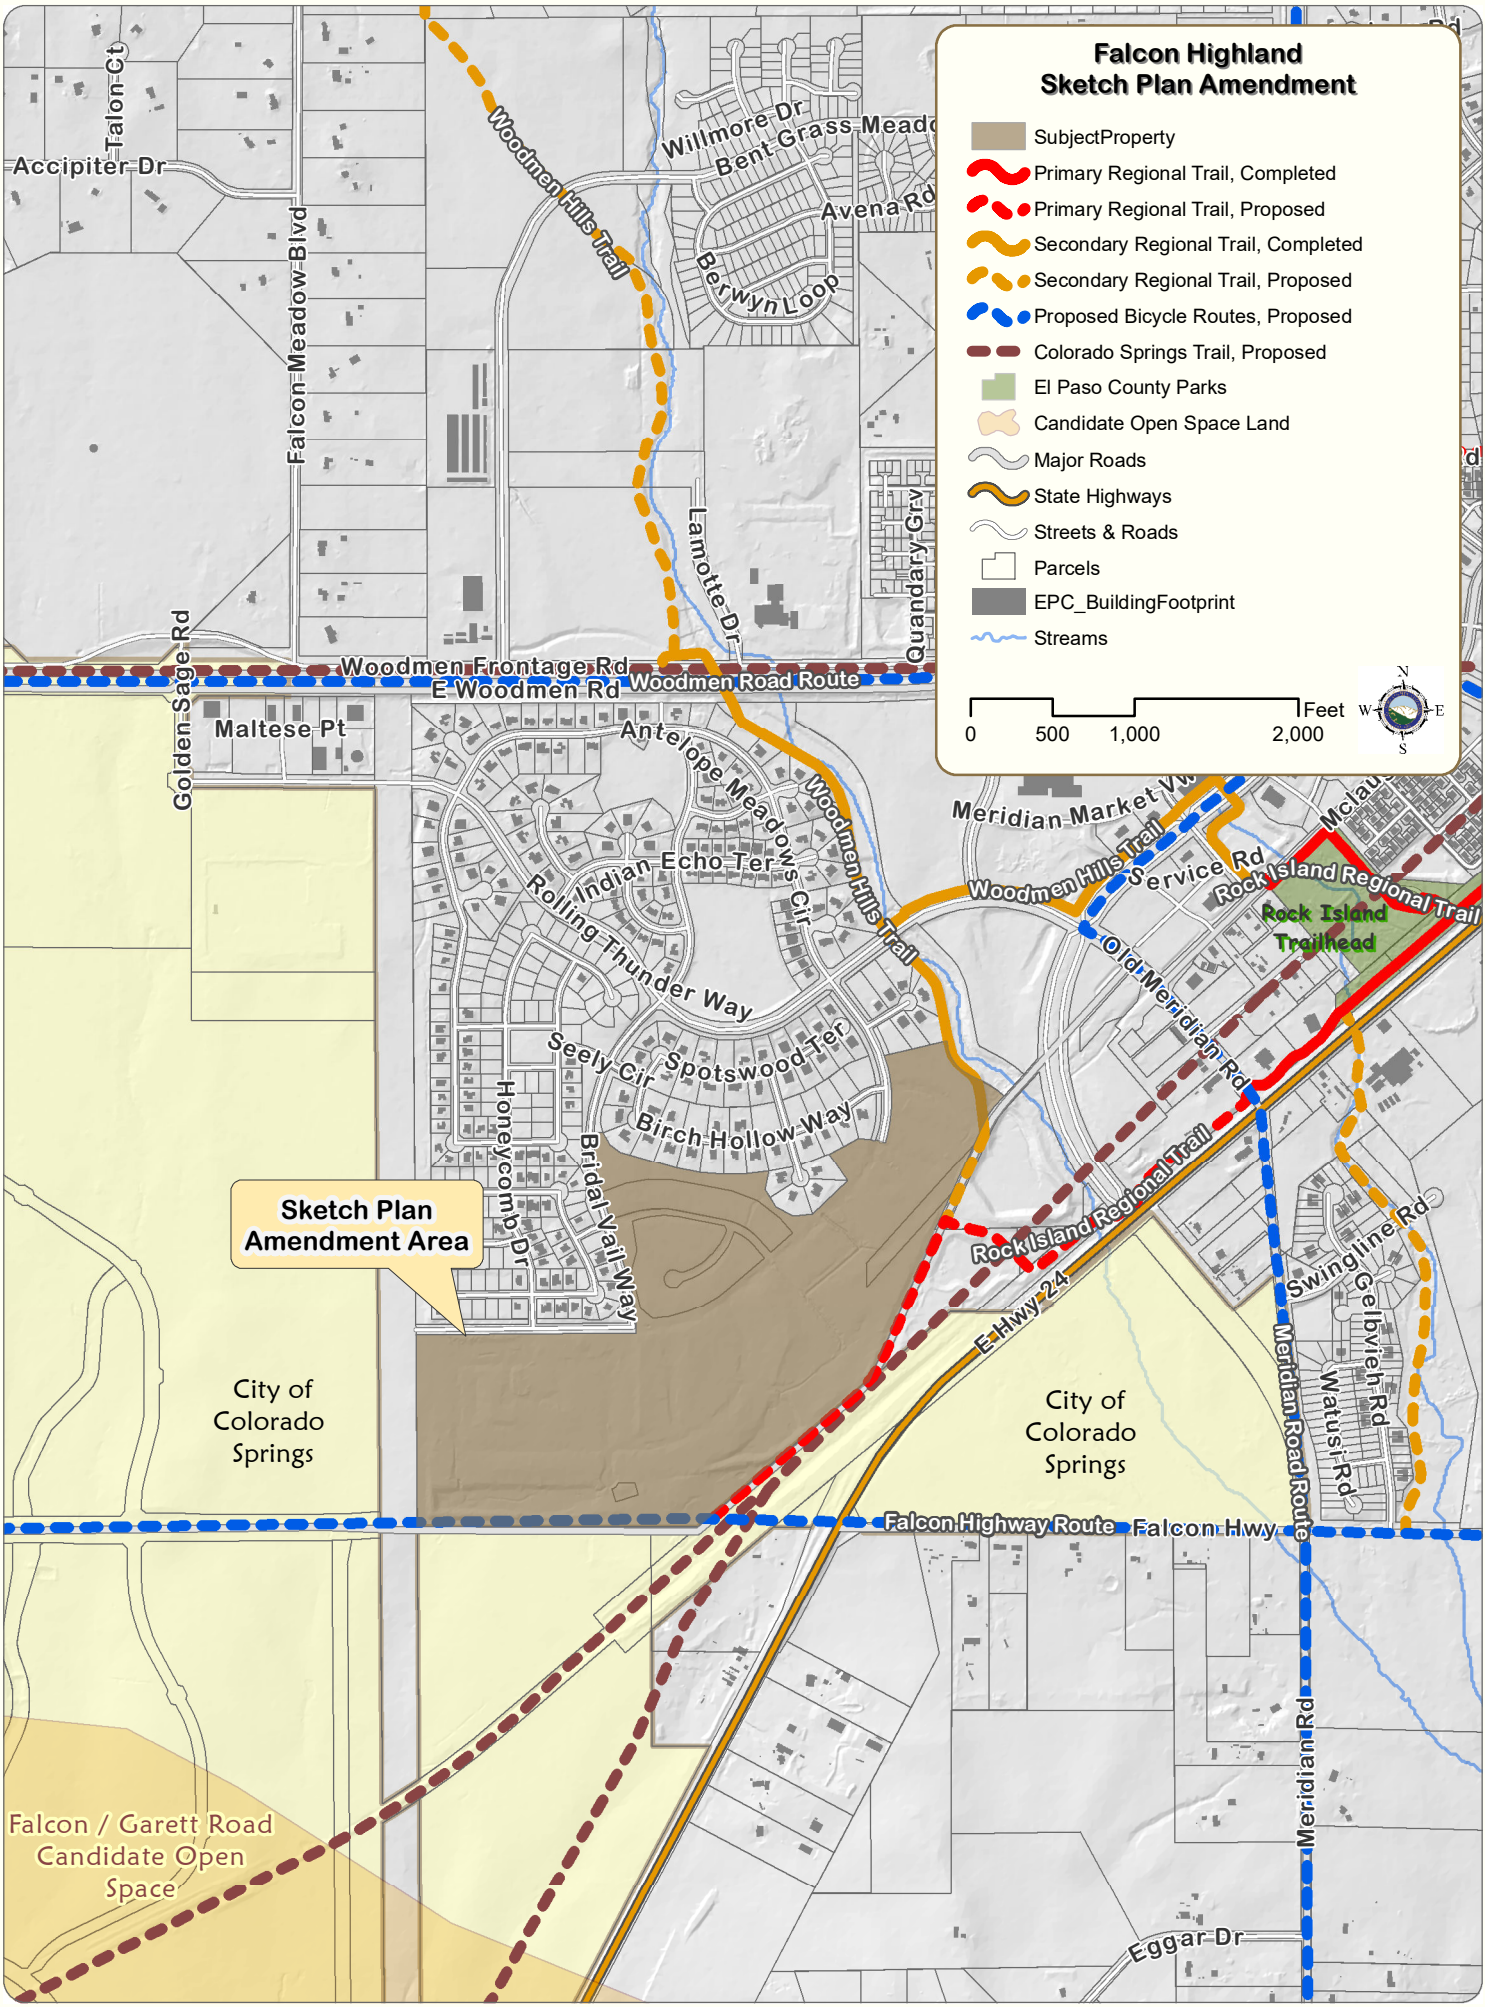 Falcon Highland
Sketch Plan Amendment
SubjectProperty
Primary Regional Trail, Completed
Primary Regional Trail, Proposed
Secondary Regional Trail, Completed
Secondary Regional Trail, Proposed
Proposed Bicycle Routes, Proposed
Colorado Springs Trail, Proposed
El Paso County Parks
Candidate Open Space Land
Major Roads
State Highways
Streets & Roads
Parcels
EPC_BuildingFootprint
Streams
Feet
0 500 1,000 2,000
N
W E
S
Talon Ct
Accipiter Dr
Falcon Meadow Blvd
Woodmen Hills Trail
Willmore Dr
Bent Grass Meado
Avena Rd
Berwyn Loop
Rd
d
Lamotte Dr
Quandary Grv
Golden Sage Rd
Woodmen Frontage Rd
E Woodmen Rd
Woodmen Road Route
Maltese Pt
Antelope Meadows Cir
Woodmen Hills Trail
Meridian Market Vw
Mclau
Woodmen Hills Trail
Service Rd
Rock Island Regional Trail
Rock Island
Trailhead
Indian Echo Ter
Rolling Thunder Way
Old Meridian Rd
Seely Cir
Spotswood Ter
Birch Hollow Way
Honeycomb Dr
Bridal Vail Way
Sketch Plan
Amendment Area
Rock Island Regional Trail
E Hwy 24
Swingline Rd
Gelbvieh Rd
Watusi Rd
Meridian Road Route
City of
Colorado
Springs
City of
Colorado
Springs
Falcon Highway Route
Falcon Hwy
Meridian Rd
Falcon / Garett Road
Candidate Open
Space
Eggar Dr